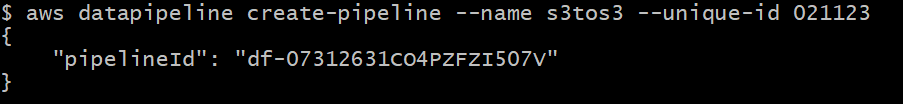 $ aws datapipeline create-pipeline --name s3tos3 --unique-id 021123
{
    "pipelineId": "df-07312631CO4PZFZI507V"
}